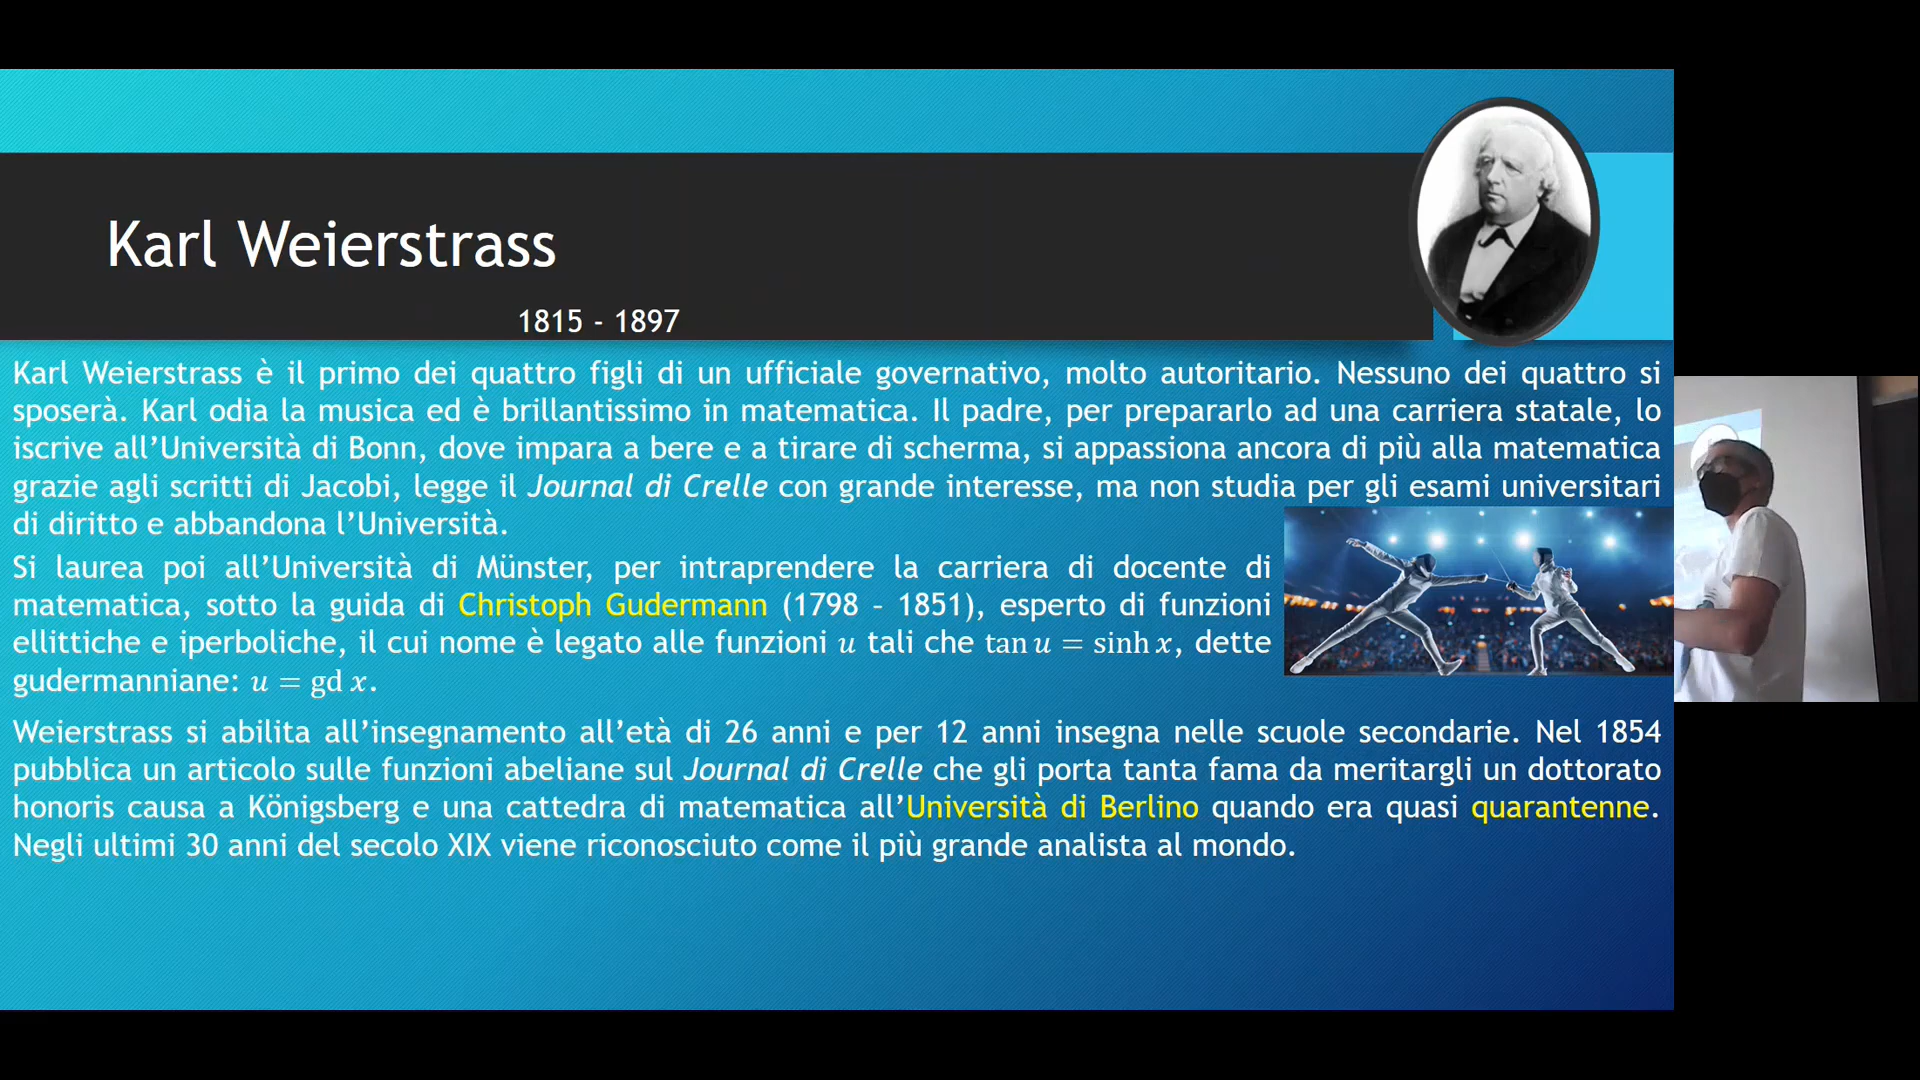 Karl Weierstrass
1815 - 1897
Karl Weierstrass è il primo dei quattro figli di un ufficiale governativo, molto autoritario. Nessuno dei quattro si
sposerà. Karl odia la musica ed è brillantissimo in matematica. Il padre, per prepararlo ad una carriera statale, lo
iscrive all’Università di Bonn, dove impara a bere e a tirare di scherma, si appassiona ancora di più alla matematica
grazie agli scritti di Jacobi, legge il Journal di Crelle con grande interesse, ma non studia per gli esami universitari
di diritto e abbandona l’Università.
Si laurea poi all’Università di Münster, per intraprendere la carriera di docente di
matematica, sotto la guida di Christoph Gudermann (1798 – 1851), esperto di funzioni
ellittiche e iperboliche, il cui nome è legato alle funzioni u tali che tan u = sinh x, dette
gudermanniane: u = gd x.
Weierstrass si abilita all’insegnamento all’età di 26 anni e per 12 anni insegna nelle scuole secondarie. Nel 1854
pubblica un articolo sulle funzioni abeliane sul Journal di Crelle che gli porta tanta fama da meritargli un dottorato
honoris causa a Königsberg e una cattedra di matematica all’Università di Berlino quando era quasi quarantenne.
Negli ultimi 30 anni del secolo XIX viene riconosciuto come il più grande analista al mondo.